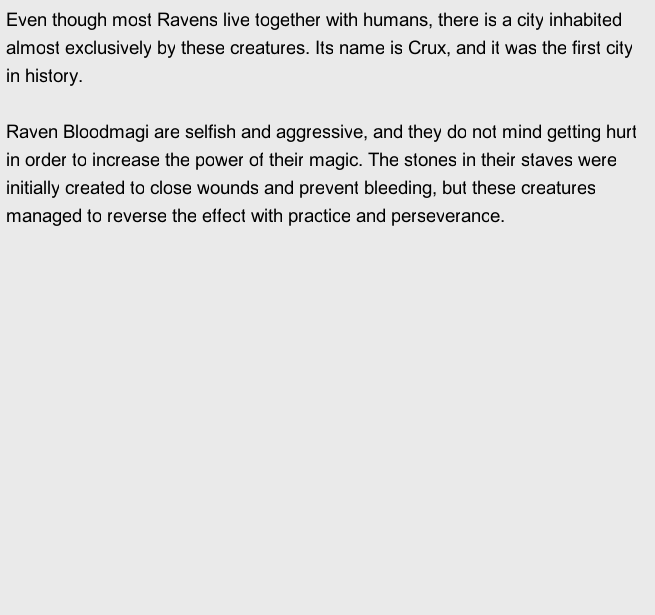 Even though most Ravens live together with humans, there is a city inhabited
almost exclusively by these creatures. Its name is Crux, and it was the first city
in history.

Raven Bloodmagi are selfish and aggressive, and they do not mind getting hurt
in order to increase the power of their magic. The stones in their staves were
initially created to close wounds and prevent bleeding, but these creatures
managed to reverse the effect with practice and perseverance.